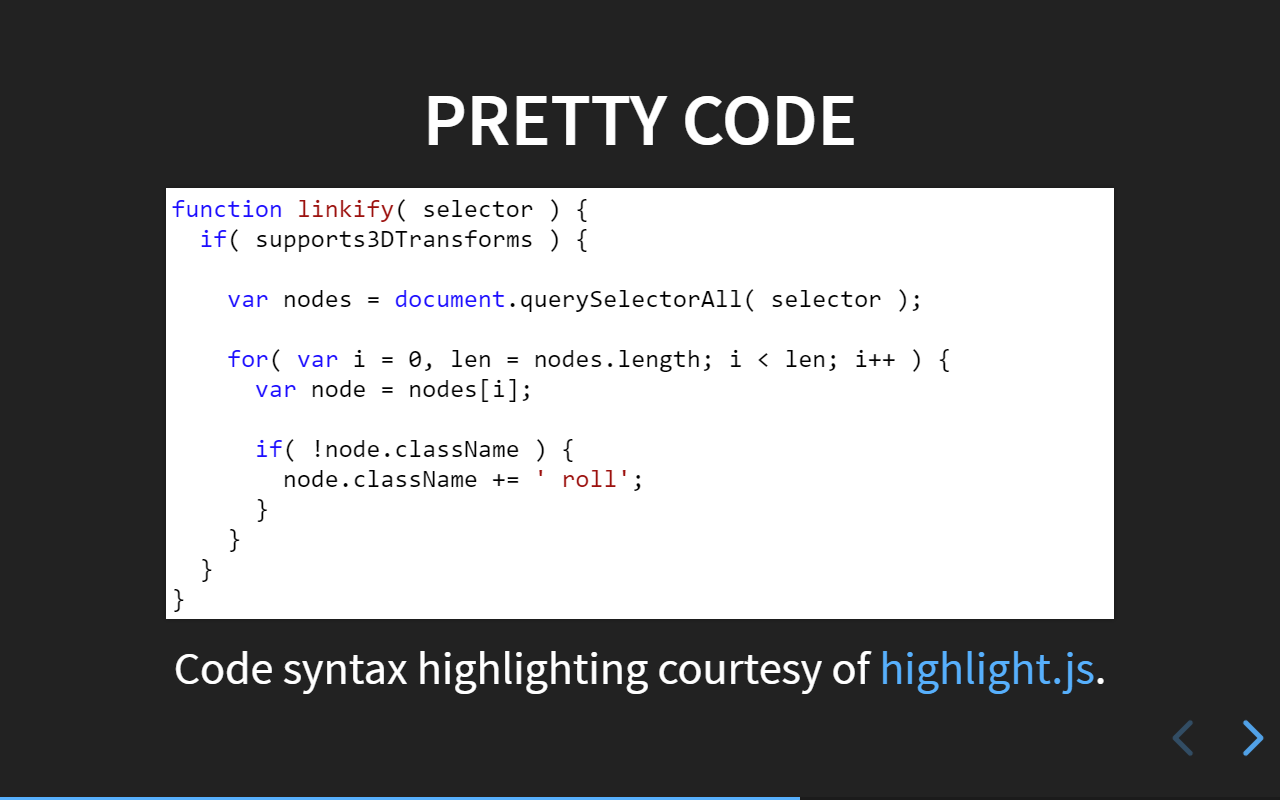 PRETTY CODE
function linkify( selector ) {
  if( supports3DTransforms ) {

    var nodes = document.querySelectorAll( selector );

    for( var i = 0, len = nodes.length; i < len; i++ ) {
      var node = nodes[i];

      if( !node.className ) {
        node.className += ' roll';
      }
    }
  }
}
Code syntax highlighting courtesy of highlight.js.